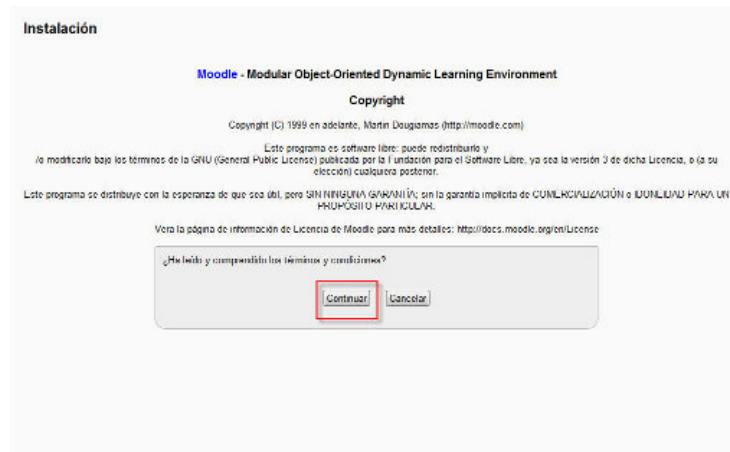 Instalación
Moodle - Modular Object-Oriented Dynamic Learning Environment
Copyright
Copyright (C) 1999 en adelante, Martin Dougiamas (http://moodle.com)
Este programa es software libre: puede redistribuirlo y
/o modificarlo bajo los términos de la GNU (General Public License) publicada por la Fundación para el Software Libre, ya sea la versión 3 de dicha Licencia, o (a su
elección) cualquiera posterior.
Este programa se distribuye con la esperanza de que sea útil, pero SIN NINGUNA GARANTÍA; sin la garantía implícita de COMERCIALIZACIÓN o IDONEIDAD PARA UN
PROPÓSITO PARTICULAR.
Vera la página de información de Licencia de Moodle para más detalles: http://docs.moodle.org/en/License
¿Ha leído y comprendido los términos y condiciones?
Continuar Cancelar